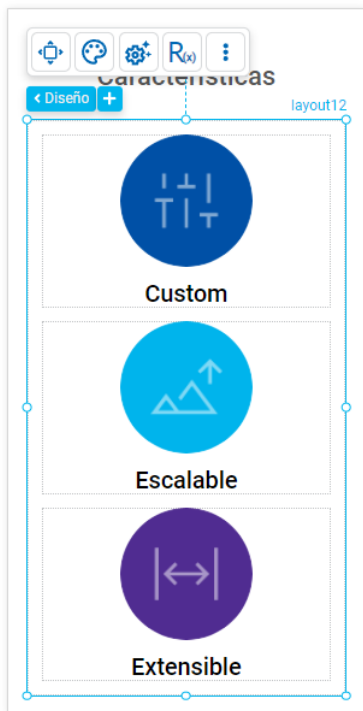 R(x)
Características
Diseño
layout12
Custom
Escalable
Extensible